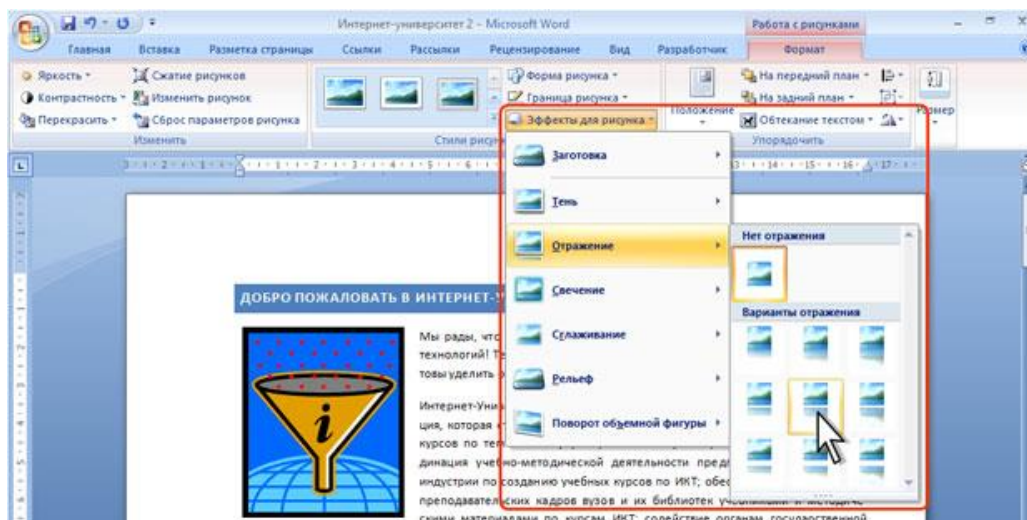 Интернет-университет 2 - Microsoft Word
Работа с рисунками
Главная Вставка Разметка страницы Ссылки Рассылки Рецензирование Вид Разработчик Формат
Яркость
Контрастность
Перекрасить
Сжатие рисунков
Изменить рисунок
Сброс параметров рисунка
Изменить
Стили
Форма рисунка
Граница рисунка
Эффекты для рисунка
Положение
На передний план
На задний план
Обтекание текстом
Упорядочить
Размер
Заготовка
Тень
Отражение
Свечение
Сглаживание
Рельеф
Поворот объемной фигуры
Нет отражения
Варианты отражения
ДОБРО ПОЖАЛОВАТЬ В ИНТЕРНЕТ-
i
Мы рады, что
технологий!
товы уделить
Интернет-Уни
ция, которая
курсов по
динация учебно-методической деятельности
индустрии по созданию учебных курсов по ИКТ;
преподавательских кадров вузов и их библиотек
скими материалами по курсам ИКТ; содействие органам государственной